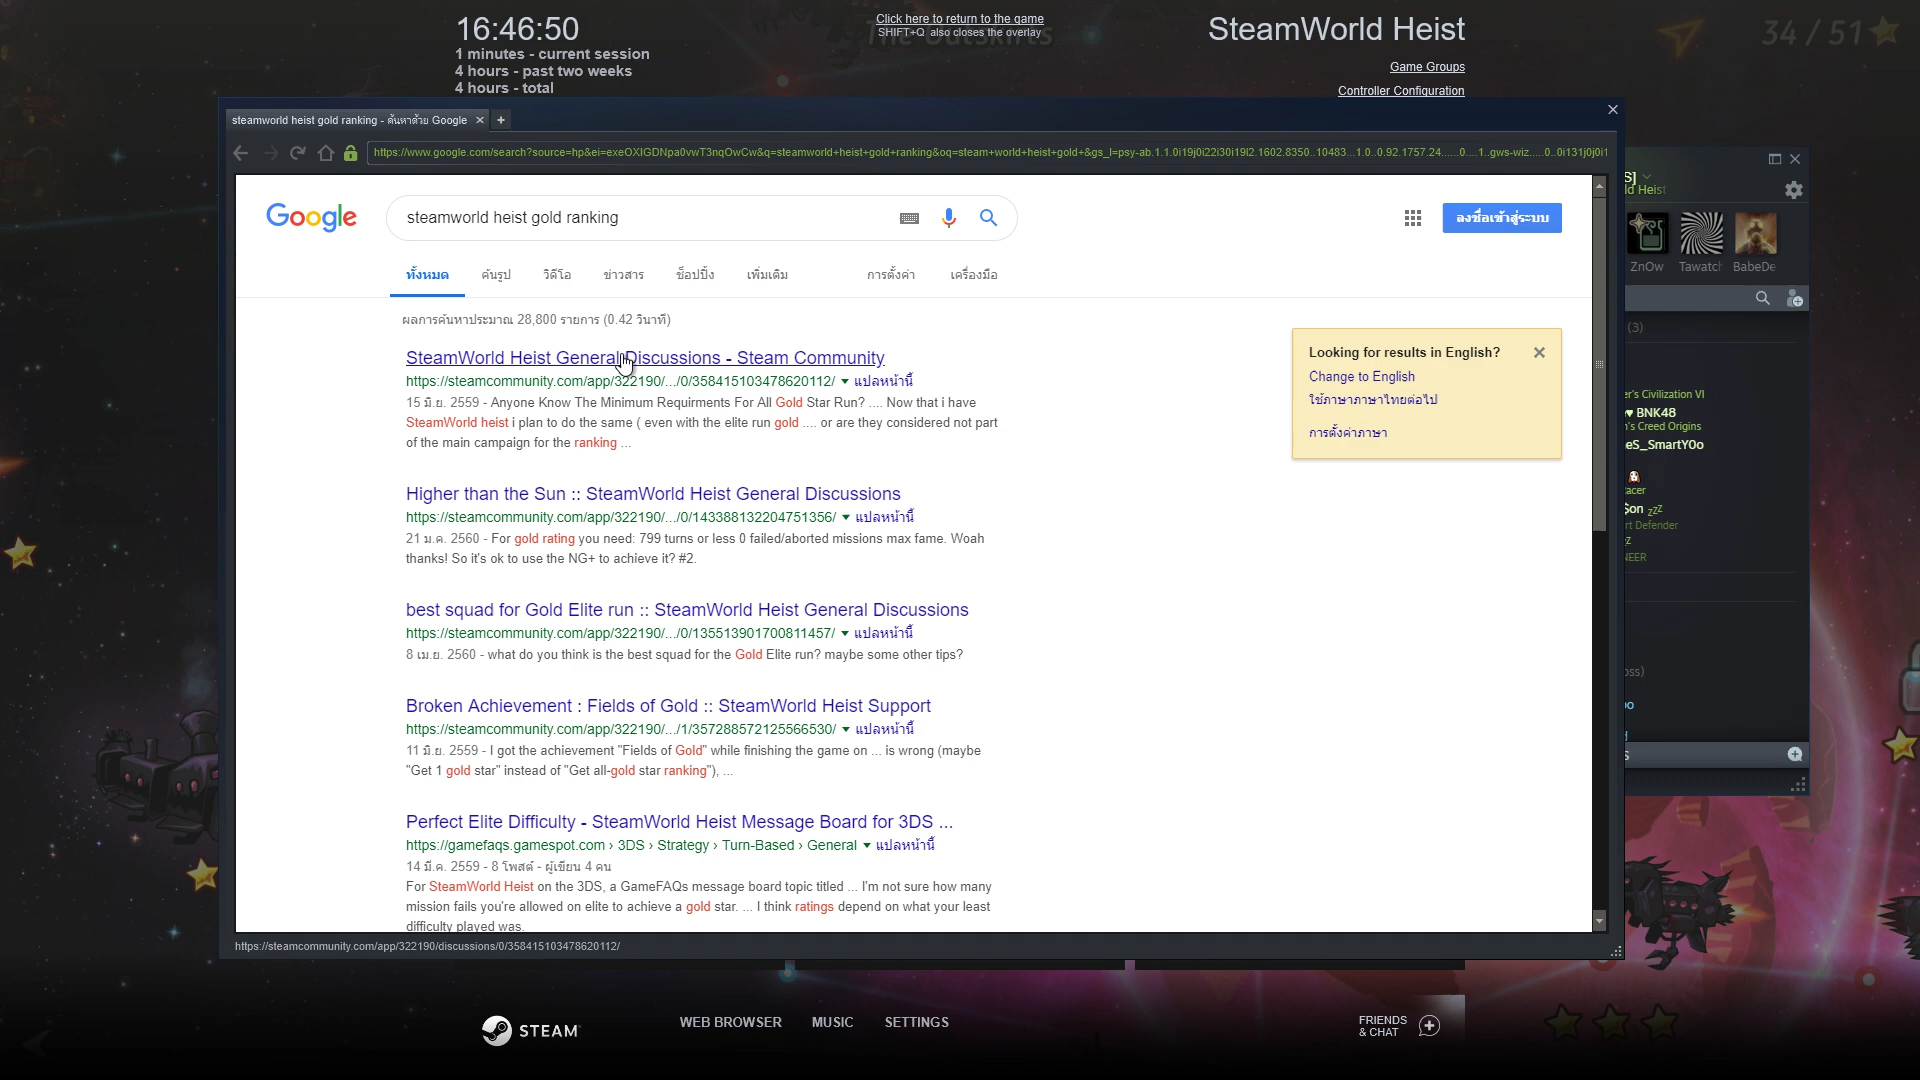 16:46:50
1 minutes - current session
4 hours - past two weeks
4 hours - total
Click here to return to the game
SHIFT+Q also closes the overlay
The Outskirts
SteamWorld Heist
34 / 51
Game Groups
Controller Configuration
steamworld heist gold ranking - ค้นหาด้วย Google
https://www.google.com/search?source=hp&ei=exeOXIGDNpa0vwT3nqOwCw&q=steamworld+heist+gold+ranking&oq=steam+world+heist+gold+&gs_l=psy-ab.1.1.0i19j0i22i30i19l2.1602.8350..10483...1.0..0.92.1757.24......0....1..gws-wiz.....0..0i131j0j0i1
Google
steamworld heist gold ranking
ลงชื่อเข้าสู่ระบบ
ทั้งหมด ค้นรูป วิดีโอ ข่าวสาร ช็อปปิ้ง เพิ่มเติม การตั้งค่า เครื่องมือ
ผลการค้นหาประมาณ 28,800 รายการ (0.42 วินาที)
SteamWorld Heist General Discussions - Steam Community
https://steamcommunity.com/app/322190/.../0/358415103478620112/ แปลหน้านี้
15 มิ.ย. 2559 - Anyone Know The Minimum Requirments For All Gold Star Run? .... Now that i have
SteamWorld heist i plan to do the same ( even with the elite run gold .... or are they considered not part
of the main campaign for the ranking ...
Higher than the Sun :: SteamWorld Heist General Discussions
https://steamcommunity.com/app/322190/.../0/143388132204751356/ แปลหน้านี้
21 ม.ค. 2560 - For gold rating you need: 799 turns or less 0 failed/aborted missions max fame. Woah
thanks! So it's ok to use the NG+ to achieve it? #2.
best squad for Gold Elite run :: SteamWorld Heist General Discussions
https://steamcommunity.com/app/322190/.../0/135513901700811457/ แปลหน้านี้
8 เม.ย. 2560 - what do you think is the best squad for the Gold Elite run? maybe some other tips?
Broken Achievement : Fields of Gold :: SteamWorld Heist Support
https://steamcommunity.com/app/322190/.../1/357288572125566530/ แปลหน้านี้
11 มิ.ย. 2559 - I got the achievement "Fields of Gold" while finishing the game on ... is wrong (maybe
"Get 1 gold star" instead of "Get all-gold star ranking"), ...
Perfect Elite Difficulty - SteamWorld Heist Message Board for 3DS ...
https://gamefaqs.gamespot.com › 3DS › Strategy › Turn-Based › General แปลหน้านี้
14 มี.ค. 2559 - 8 โพสต์ - ผู้เขียน 4 คน
For SteamWorld Heist on the 3DS, a GameFAQs message board topic titled ... I'm not sure how many
mission fails you're allowed on elite to achieve a gold star. ... I think ratings depend on what your least
difficulty played was.
Looking for results in English?
Change to English
ใช้ภาษาภาษาไทยต่อไป
การตั้งค่าภาษา
https://steamcommunity.com/app/322190/discussions/0/358415103478620112/
S]
ld Heist
ZnOw Tawatch BabeDe
(3)
er's Civilization VI
♥ BNK48
n's Creed Origins
eS_SmartY0o
acer
Son zzZ
rt Defender
NEER
oss)
STEAM
WEB BROWSER MUSIC SETTINGS
FRIENDS
& CHAT